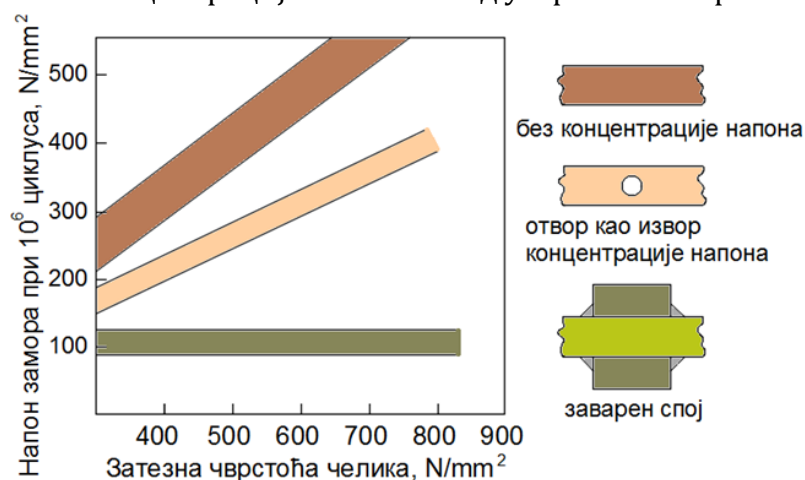 Напон замора при 10⁶ циклуса, N/mm²
500
400
300
200
100
400 500 600 700 800 900
Затезна чврстоћа челика, N/mm²
без концентрације напона
отвор као извор
концентрације напона
заварен спој